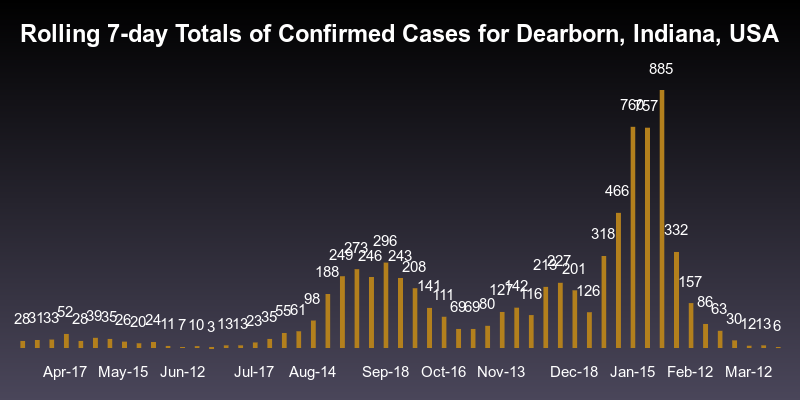 Rolling 7-day Totals of Confirmed Cases for Dearborn, Indiana, USA
28 31 33 52 28 39 35 26 20 24 11 7 10 3 13 13 23 35 55 61 98 188 249 273 246 296 243 208 141 111 69 69 80 127 142 116 213 227 201 126 318 466 760 757 885 332 157 86 63 30 12 13 6
Apr-17 May-15 Jun-12 Jul-17 Aug-14 Sep-18 Oct-16 Nov-13 Dec-18 Jan-15 Feb-12 Mar-12